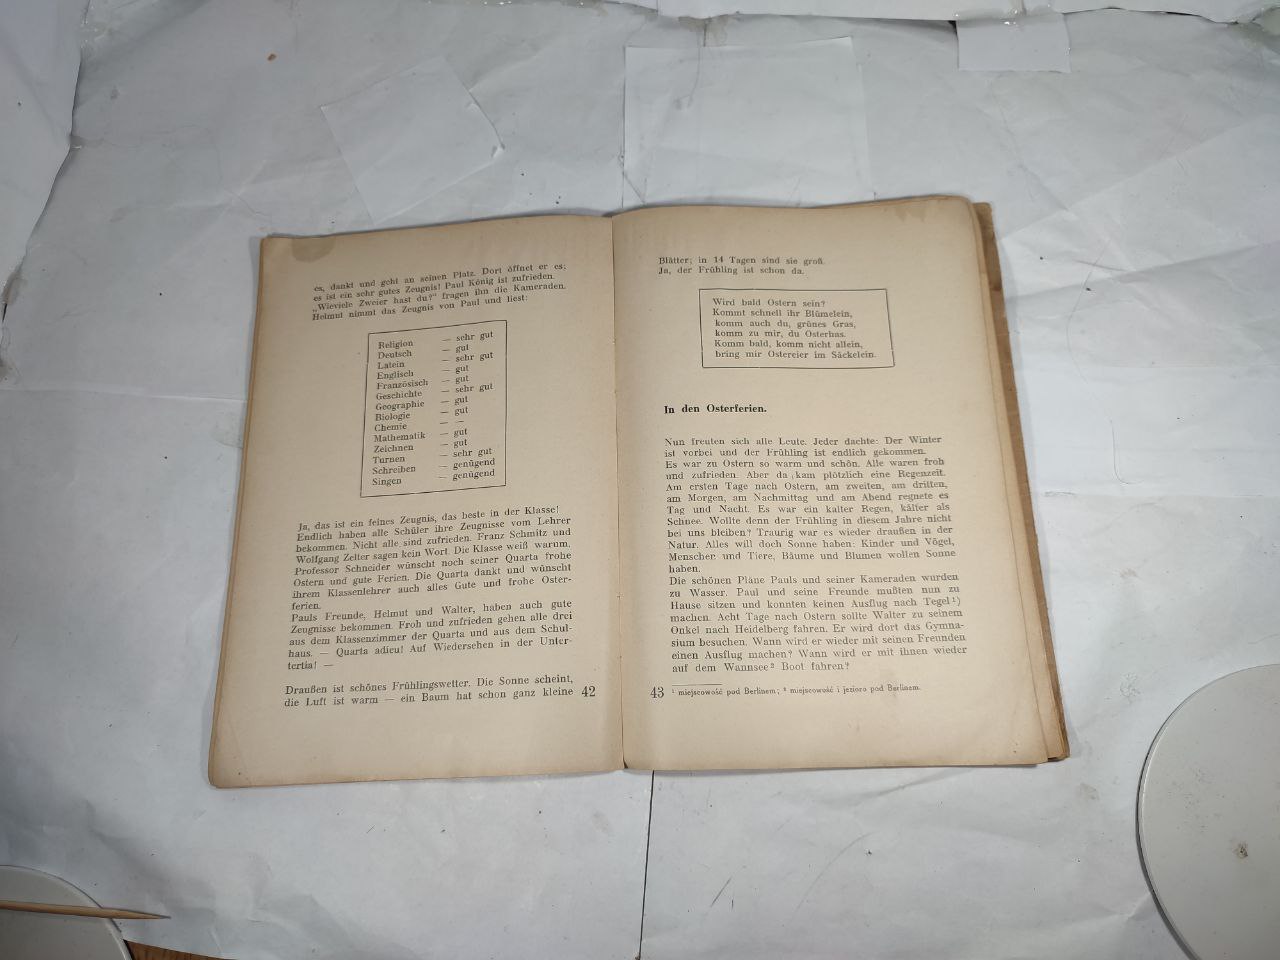 es, dankt und geht an seinen Platz. Dort öffnet er es;
es ist ein sehr gutes Zeugnis! Paul König ist zufrieden.
„Wieviele Zweier hast du?" fragen ihn die Kameraden.
Helmut nimmt das Zeugnis von Paul und liest:
Religion — sehr gut
Deutsch — gut
Latein — sehr gut
Englisch — gut
Französisch — gut
Geschichte — sehr gut
Geographie — gut
Biologie — gut
Chemie — —
Mathematik — gut
Zeichnen — gut
Turnen — sehr gut
Schreiben — genügend
Singen — genügend
Ja, das ist ein feines Zeugnis, das beste in der Klasse!
Endlich haben alle Schüler ihre Zeugnisse vom Lehrer
bekommen. Nicht alle sind zufrieden. Franz Schmitz und
Wolfgang Zelter sagen kein Wort. Die Klasse weiß warum.
Professor Schneider wünscht noch seiner Quarta frohe
Ostern und gute Ferien. Die Quarta dankt und wünscht
ihrem Klassenlehrer auch alles Gute und frohe Oster-
ferien.
Pauls Freunde, Helmut und Walter, haben auch gute
Zeugnisse bekommen. Froh und zufrieden gehen alle drei
aus dem Klassenzimmer der Quarta und aus dem Schul-
haus. — Quarta adieu! Auf Wiedersehen in der Unter-
tertia! —
Draußen ist schönes Frühlingswetter. Die Sonne scheint,
die Luft ist warm — ein Baum hat schon ganz kleine
42
Blätter; in 14 Tagen sind sie groß.
Ja, der Frühling ist schon da.
Wird bald Ostern sein?
Kommt schnell ihr Blümelein,
komm auch du, grünes Gras,
komm zu mir, du Osterhas.
Komm bald, komm nicht allein,
bring mir Ostereier im Säckelein.
In den Osterferien.
Nun freuten sich alle Leute. Jeder dachte: Der Winter
ist vorbei und der Frühling ist endlich gekommen.
Es war zu Ostern so warm und schön. Alle waren froh
und zufrieden. Aber da kam plötzlich eine Regenzeit.
Am ersten Tage nach Ostern, am zweiten, am dritten,
am Morgen, am Nachmittag und am Abend regnete es
Tag und Nacht. Es war ein kalter Regen, kälter als
Schnee. Wollte denn der Frühling in diesem Jahre nicht
bei uns bleiben? Traurig war es wieder draußen in der
Natur. Alles will doch Sonne haben: Kinder und Vögel,
Menschen und Tiere, Bäume und Blumen wollen Sonne
haben.
Die schönen Pläne Pauls und seiner Kameraden wurden
zu Wasser. Paul und seine Freunde mußten nun zu
Hause sitzen und konnten keinen Ausflug nach Tegel¹)
machen. Acht Tage nach Ostern sollte Walter zu seinem
Onkel nach Heidelberg fahren. Er wird dort das Gymna-
sium besuchen. Wann wird er wieder mit seinen Freunden
einen Ausflug machen? Wann wird er mit ihnen wieder
auf dem Wannsee² Boot fahren?
43 ¹ miejscowość pod Berlinem; ² miejscowość i jezioro pod Berlinem.